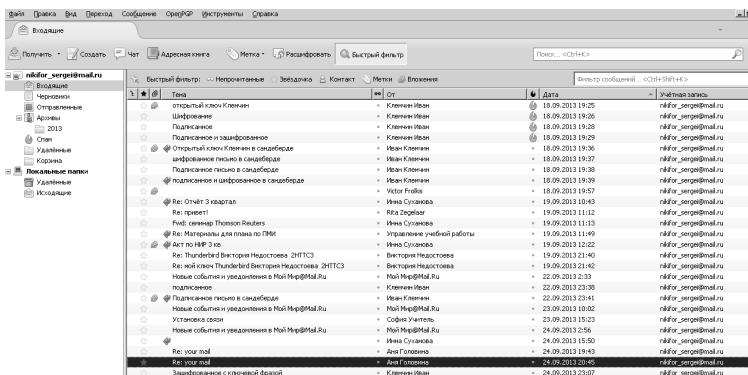 Файл Правка Вид Переход Сообщение OpenPGP Инструменты Справка
Входящие
Получить Создать Чат Адресная книга Метка Расшифровать Быстрый фильтр Поиск... <Ctrl+K>
nikifor_sergei@mail.ru
Входящие
Черновики
Отправленные
Архивы
2013
Спам
Удалённые
Корзина
Локальные папки
Удалённые
Исходящие
Быстрый фильтр: Непрочитанные Звёздочка Контакт Метки Вложения Фильтр сообщений... <Ctrl+Shift+K>
Тема От Дата Учётная запись
открытый ключ Клемчин Клемчин Иван 18.09.2013 19:25 nikifor_sergei@mail.ru
Шифрование Клемчин Иван 18.09.2013 19:26 nikifor_sergei@mail.ru
Подписанное Клемчин Иван 18.09.2013 19:28 nikifor_sergei@mail.ru
Подписанное и зашифрованное Клемчин Иван 18.09.2013 19:29 nikifor_sergei@mail.ru
Открытый ключ Клемчин в сандеберде Иван Клемчин 18.09.2013 19:36 nikifor_sergei@mail.ru
шифрованное письмо в сандеберде Иван Клемчин 18.09.2013 19:37 nikifor_sergei@mail.ru
Подписанное письмо в сандеберде Иван Клемчин 18.09.2013 19:38 nikifor_sergei@mail.ru
подписанное и шифрованное в сандеберде Иван Клемчин 18.09.2013 19:39 nikifor_sergei@mail.ru
Victor Frolkis 18.09.2013 19:57 nikifor_sergei@mail.ru
Re: Отчёт 3 квартал Инна Суханова 19.09.2013 10:43 nikifor_sergei@mail.ru
Re: привет! Rita Zegelaar 19.09.2013 11:12 nikifor_sergei@mail.ru
Fwd: семинар Thomson Reuters Инна Суханова 19.09.2013 11:13 nikifor_sergei@mail.ru
Re: Материалы для плана по ПМИ Управление учебной работы 19.09.2013 11:49 nikifor_sergei@mail.ru
Акт по НИР 3 кв Инна Суханова 19.09.2013 12:22 nikifor_sergei@mail.ru
Re: Thunderbird Виктория Недостоева 2НТТС3 Виктория Недостоева 19.09.2013 21:40 nikifor_sergei@mail.ru
Re: мой ключ Thunderbird Виктория Недостоева 2НТТС3 Виктория Недостоева 19.09.2013 21:42 nikifor_sergei@mail.ru
Новые события и уведомления в Мой Мир@Mail.Ru Мой Мир@Mail.Ru 22.09.2013 2:33 nikifor_sergei@mail.ru
подписанное Клемчин Иван 22.09.2013 23:38 nikifor_sergei@mail.ru
Подписанное письмо в сандеберде Иван Клемчин 22.09.2013 23:41 nikifor_sergei@mail.ru
Новые события и уведомления в Мой Мир@Mail.Ru Мой Мир@Mail.Ru 23.09.2013 10:02 nikifor_sergei@mail.ru
Установка связи София Учитель 23.09.2013 15:23 nikifor_sergei@mail.ru
Новые события и уведомления в Мой Мир@Mail.Ru Мой Мир@Mail.Ru 24.09.2013 2:56 nikifor_sergei@mail.ru
Инна Суханова 24.09.2013 15:50 nikifor_sergei@mail.ru
Re: your mail Аня Головина 24.09.2013 19:43 nikifor_sergei@mail.ru
Re: your mail Аня Головина 24.09.2013 20:45 nikifor_sergei@mail.ru
Зашифрованное с ключевой фразой Клемчин Иван 24.09.2013 23:07 nikifor_sergei@mail.ru